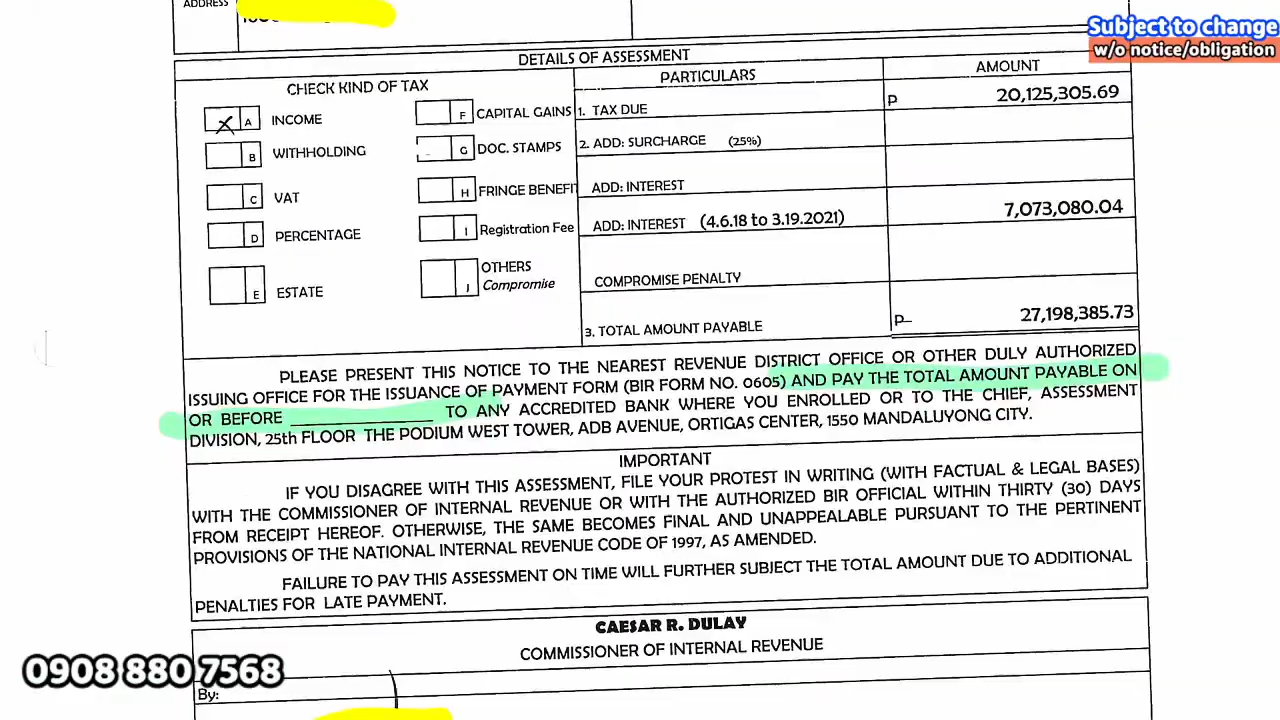 ADDRESS
Subject to change
w/o notice/obligation
DETAILS OF ASSESSMENT
CHECK KIND OF TAX
PARTICULARS
AMOUNT
X A INCOME
F CAPITAL GAINS
1. TAX DUE
P 20,125,305.69
B WITHHOLDING
G DOC. STAMPS
2. ADD: SURCHARGE (25%)
C VAT
H FRINGE BENEFIT
ADD: INTEREST
D PERCENTAGE
I Registration Fee
ADD: INTEREST (4.6.18 to 3.19.2021)
7,073,080.04
E ESTATE
J OTHERS
Compromise
COMPROMISE PENALTY
3. TOTAL AMOUNT PAYABLE
P 27,198,385.73
PLEASE PRESENT THIS NOTICE TO THE NEAREST REVENUE DISTRICT OFFICE OR OTHER DULY AUTHORIZED
ISSUING OFFICE FOR THE ISSUANCE OF PAYMENT FORM (BIR FORM NO. 0605) AND PAY THE TOTAL AMOUNT PAYABLE ON
OR BEFORE ________________ TO ANY ACCREDITED BANK WHERE YOU ENROLLED OR TO THE CHIEF, ASSESSMENT
DIVISION, 25th FLOOR THE PODIUM WEST TOWER, ADB AVENUE, ORTIGAS CENTER, 1550 MANDALUYONG CITY.
IMPORTANT
IF YOU DISAGREE WITH THIS ASSESSMENT, FILE YOUR PROTEST IN WRITING (WITH FACTUAL & LEGAL BASES)
WITH THE COMMISSIONER OF INTERNAL REVENUE OR WITH THE AUTHORIZED BIR OFFICIAL WITHIN THIRTY (30) DAYS
FROM RECEIPT HEREOF. OTHERWISE, THE SAME BECOMES FINAL AND UNAPPEALABLE PURSUANT TO THE PERTINENT
PROVISIONS OF THE NATIONAL INTERNAL REVENUE CODE OF 1997, AS AMENDED.
FAILURE TO PAY THIS ASSESSMENT ON TIME WILL FURTHER SUBJECT THE TOTAL AMOUNT DUE TO ADDITIONAL
PENALTIES FOR LATE PAYMENT.
CAESAR R. DULAY
COMMISSIONER OF INTERNAL REVENUE
0908 880 7568
By: